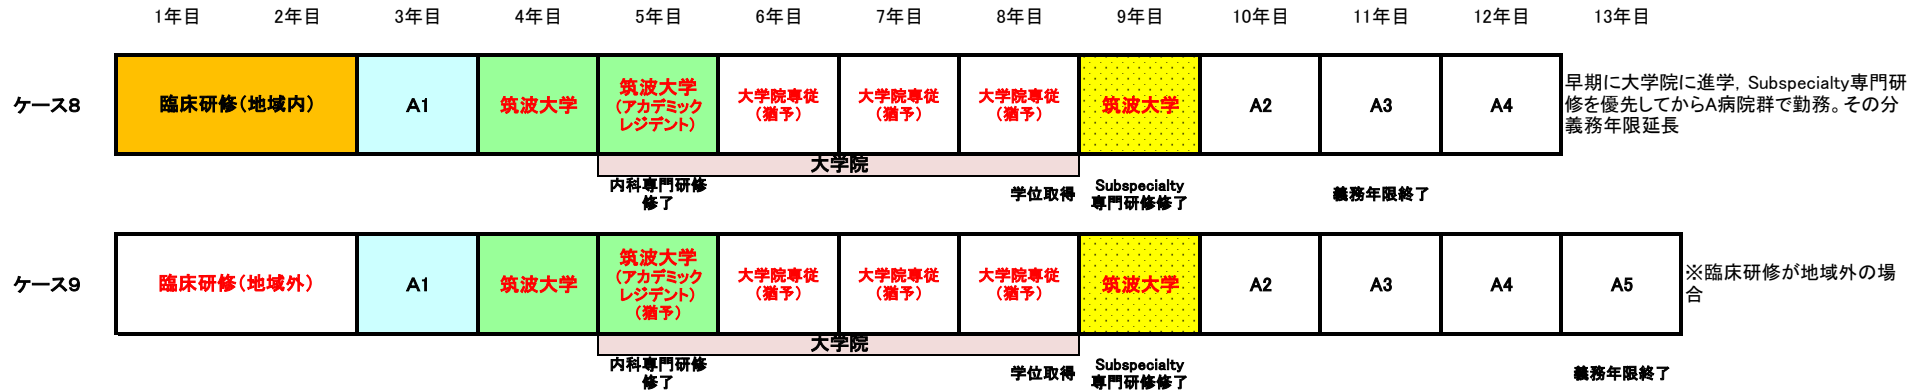 1年目 2年目 3年目 4年目 5年目 6年目 7年目 8年目 9年目 10年目 11年目 12年目 13年目
ケース8
臨床研修(地域内)
A1
筑波大学
筑波大学
(アカデミック
レジデント)
大学院専従
(猶予)
大学院専従
(猶予)
大学院専従
(猶予)
筑波大学
A2
A3
A4
早期に大学院に進学，Subspecialty専門研
修を優先してからA病院群で勤務。その分
義務年限延長
大学院
内科専門研修
修了
学位取得
Subspecialty
専門研修修了
義務年限終了
ケース9
臨床研修(地域外)
A1
筑波大学
筑波大学
(アカデミック
レジデント)
(猶予)
大学院専従
(猶予)
大学院専従
(猶予)
大学院専従
(猶予)
筑波大学
A2
A3
A4
A5
※臨床研修が地域外の場
合
大学院
内科専門研修
修了
学位取得
Subspecialty
専門研修修了
義務年限終了